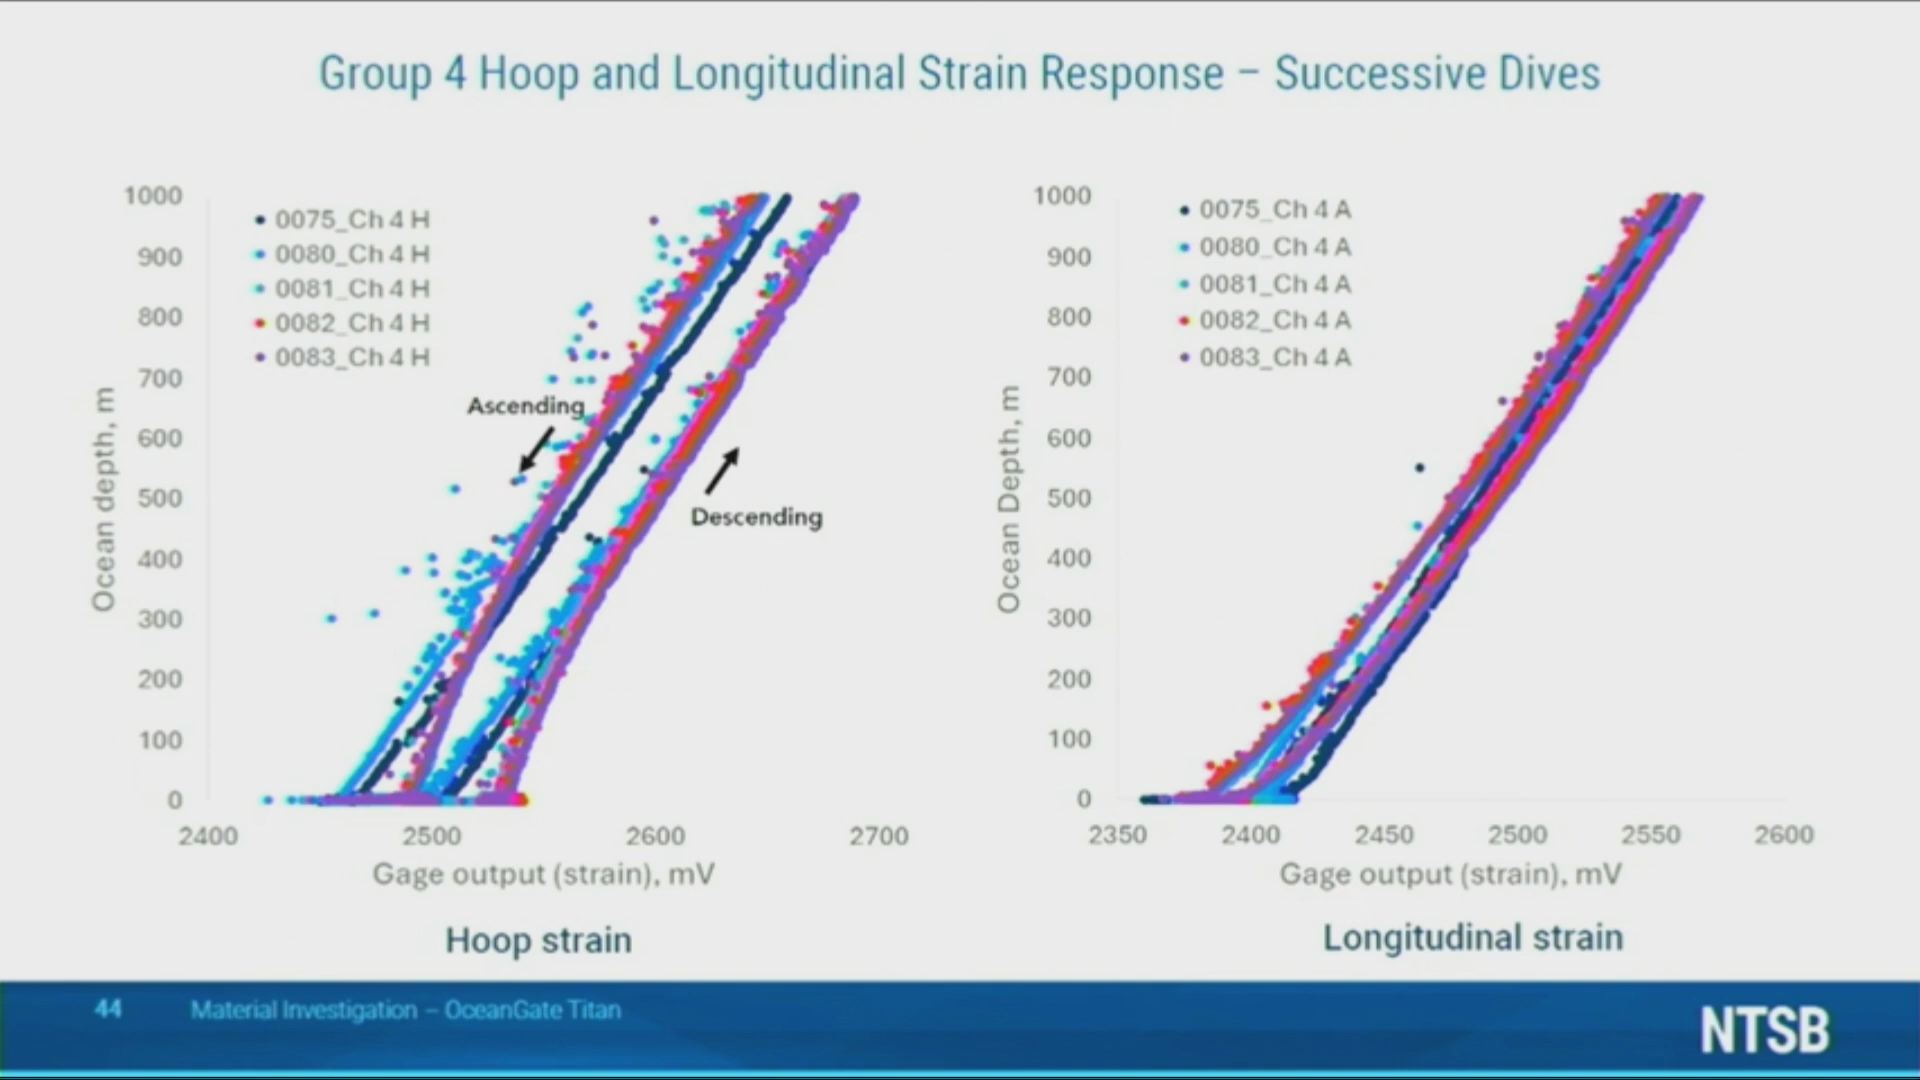 Group 4 Hoop and Longitudinal Strain Response – Successive Dives
1000
900
800
700
600
500
400
300
200
100
0
Ocean depth, m
0075_Ch 4 H
0080_Ch 4 H
0081_Ch 4 H
0082_Ch 4 H
0083_Ch 4 H
Ascending
Descending
2400 2500 2600 2700
Gage output (strain), mV
Hoop strain
1000
900
800
700
600
500
400
300
200
100
0
Ocean Depth, m
0075_Ch 4 A
0080_Ch 4 A
0081_Ch 4 A
0082_Ch 4 A
0083_Ch 4 A
2350 2400 2450 2500 2550 2600
Gage output (strain), mV
Longitudinal strain
44 Material Investigation – OceanGate Titan
NTSB